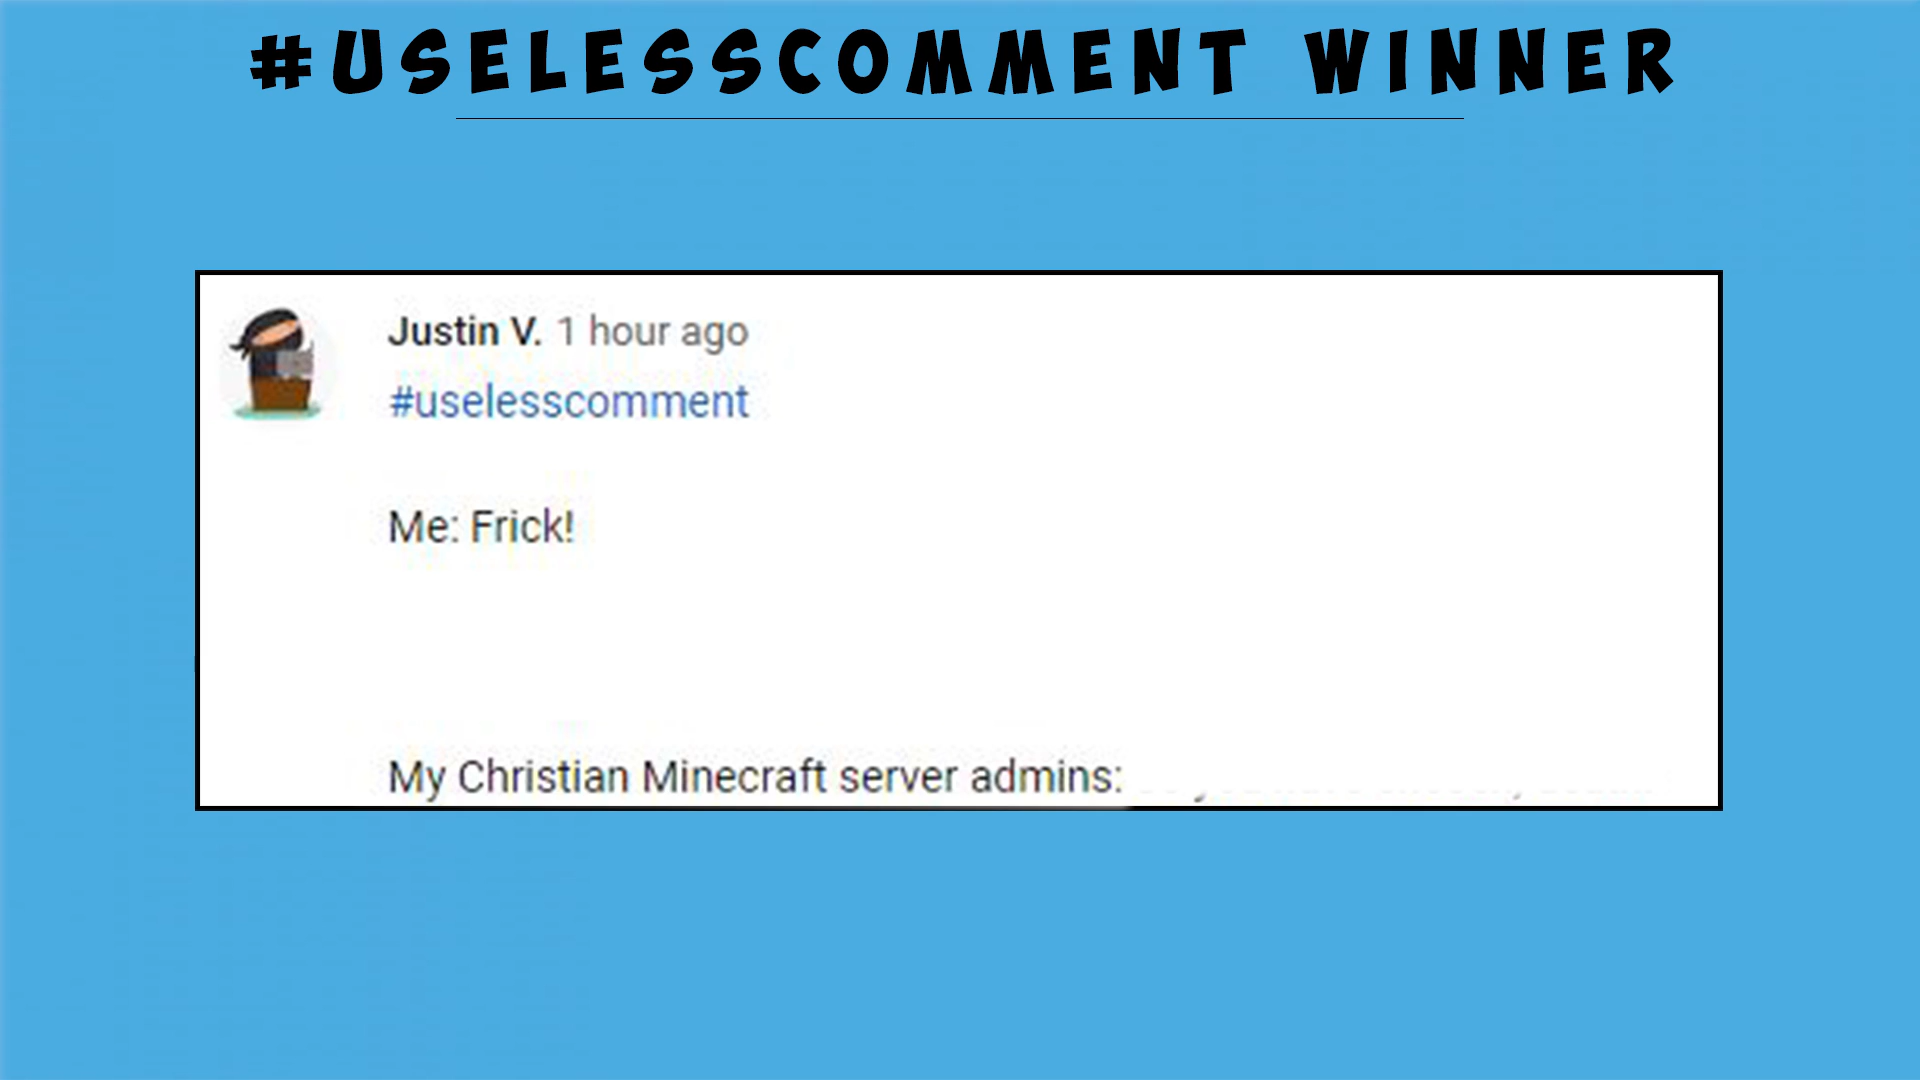 #USELESSCOMMENT WINNER
Justin V. 1 hour ago
#uselesscomment
Me: Frick!
My Christian Minecraft server admins: